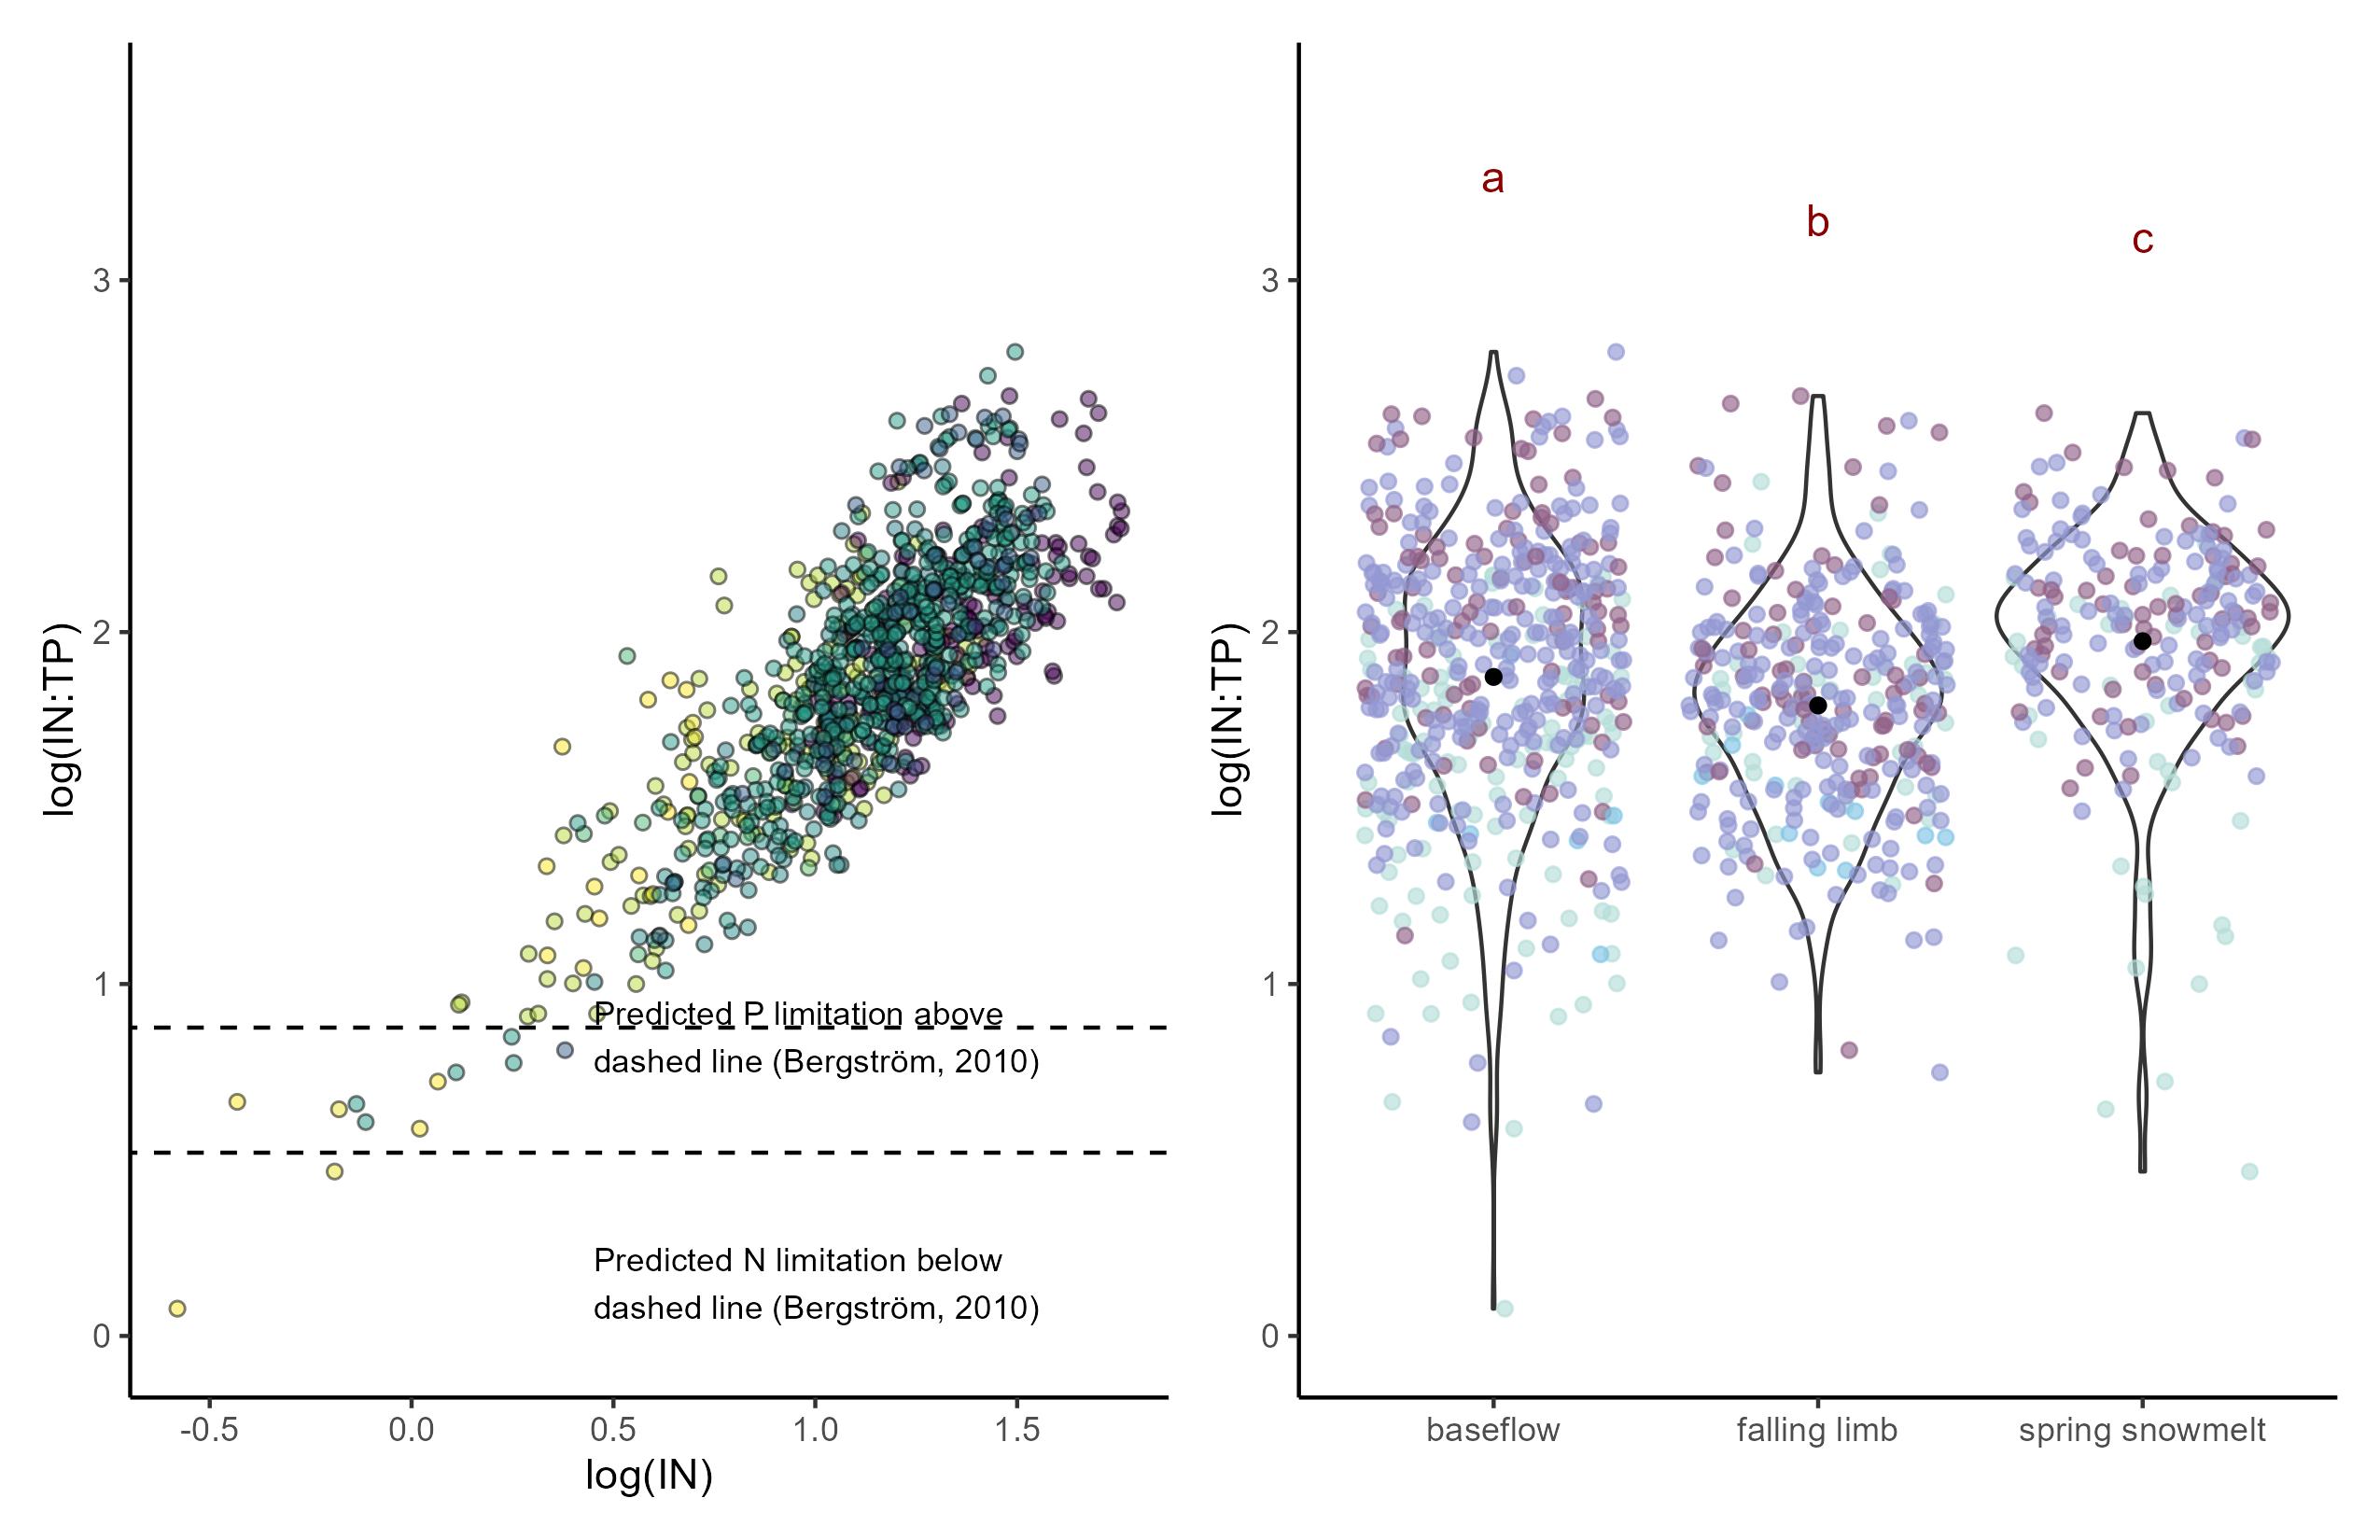 log(IN:TP)
3
2
1
0
Predicted P limitation above
dashed line (Bergström, 2010)
Predicted N limitation below
dashed line (Bergström, 2010)
-0.5 0.0 0.5 1.0 1.5
log(IN)
log(IN:TP)
3
2
1
0
a
b
c
baseflow falling limb spring snowmelt